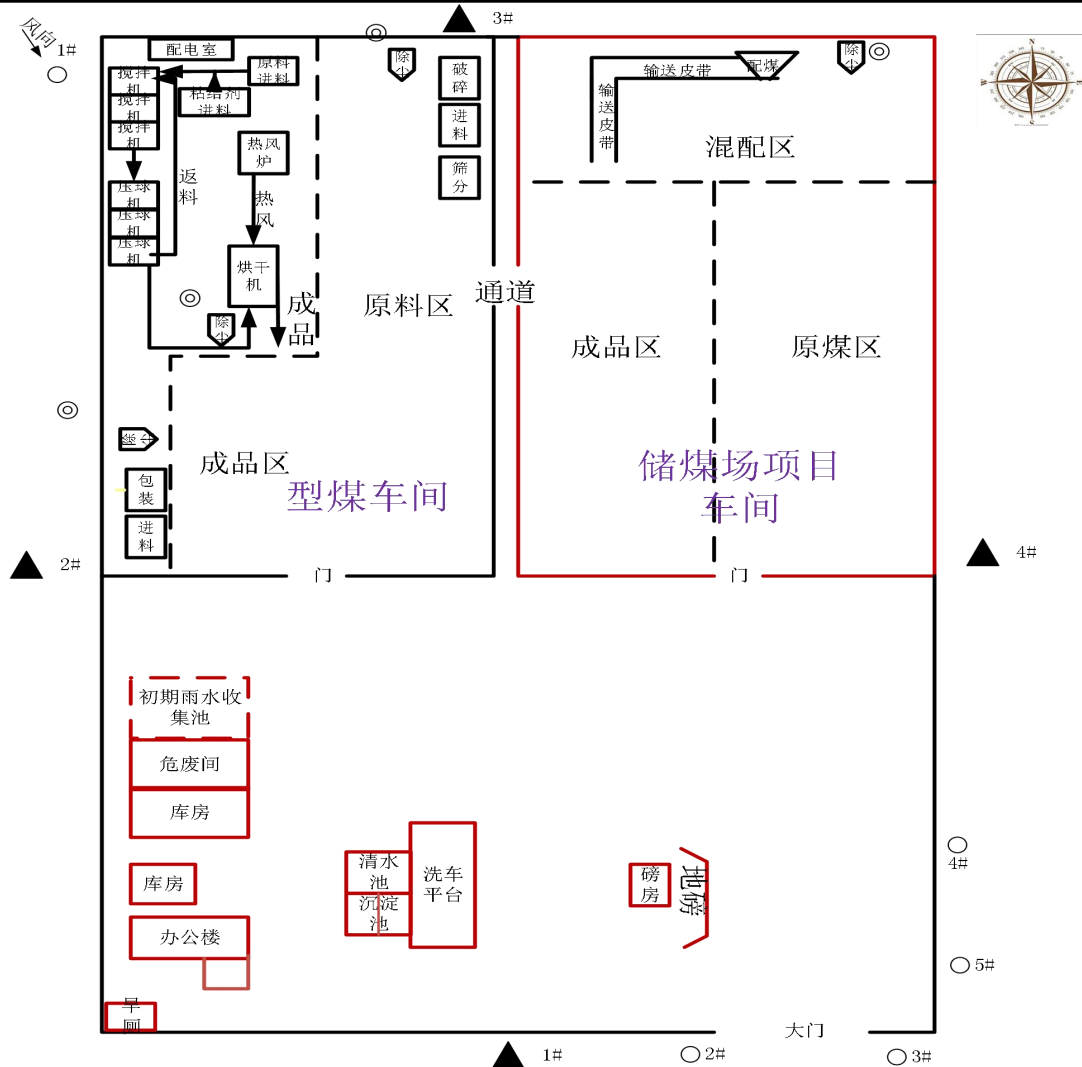 风向
1#
3#
配电室
搅拌机
搅拌机
搅拌机
原料
进料
粘结剂
进料
热风
炉
热
风
返
料
压球机
压球机
压球机
烘干
机
成
品
除
尘
除
尘
破
碎
进
料
筛
分
原料区
通道
成品区
除尘
包
装
进
料
型煤车间
门
2#
配煤
输送皮带
输
送
皮
带
除
尘
混配区
成品区
原煤区
储煤场项目
车间
门
4#
N
W
E
初期雨水收
集池
危废间
库房
库房
办公楼
旱
厕
清水
池
沉淀
池
洗车
平台
磅
房
地磅
4#
5#
大门
1#
2#
3#